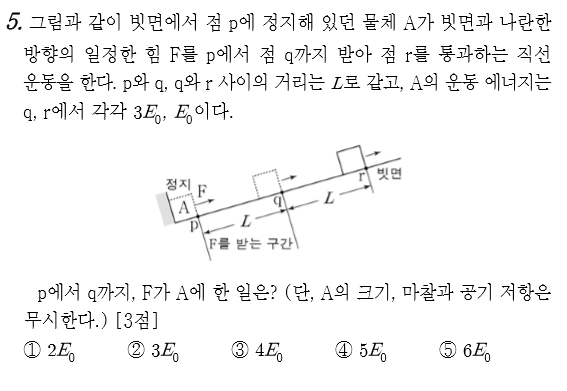 5. 그림과 같이 빗면에서 점 p에 정지해 있던 물체 A가 빗면과 나란한
방향의 일정한 힘 F를 p에서 점 q까지 받아 점 r를 통과하는 직선
운동을 한다. p와 q, q와 r 사이의 거리는 L로 같고, A의 운동 에너지는
q, r에서 각각 3E₀, E₀이다.
정지
F
A
p
L
q
L
r
빗면
F를 받는 구간
p에서 q까지, F가 A에 한 일은? (단, A의 크기, 마찰과 공기 저항은
무시한다.) [3점]
① 2E₀ ② 3E₀ ③ 4E₀ ④ 5E₀ ⑤ 6E₀